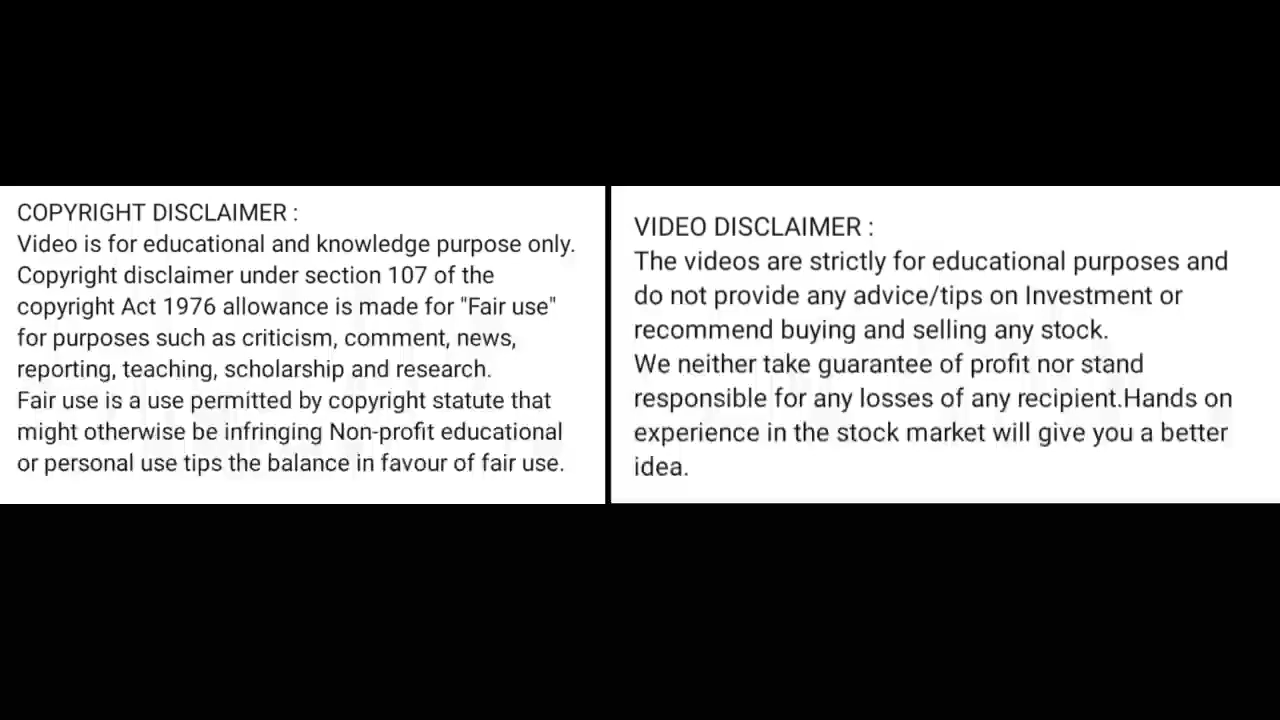 COPYRIGHT DISCLAIMER :
Video is for educational and knowledge purpose only.
Copyright disclaimer under section 107 of the
copyright Act 1976 allowance is made for "Fair use"
for purposes such as criticism, comment, news,
reporting, teaching, scholarship and research.
Fair use is a use permitted by copyright statute that
might otherwise be infringing Non-profit educational
or personal use tips the balance in favour of fair use.
VIDEO DISCLAIMER :
The videos are strictly for educational purposes and
do not provide any advice/tips on Investment or
recommend buying and selling any stock.
We neither take guarantee of profit nor stand
responsible for any losses of any recipient.Hands on
experience in the stock market will give you a better
idea.